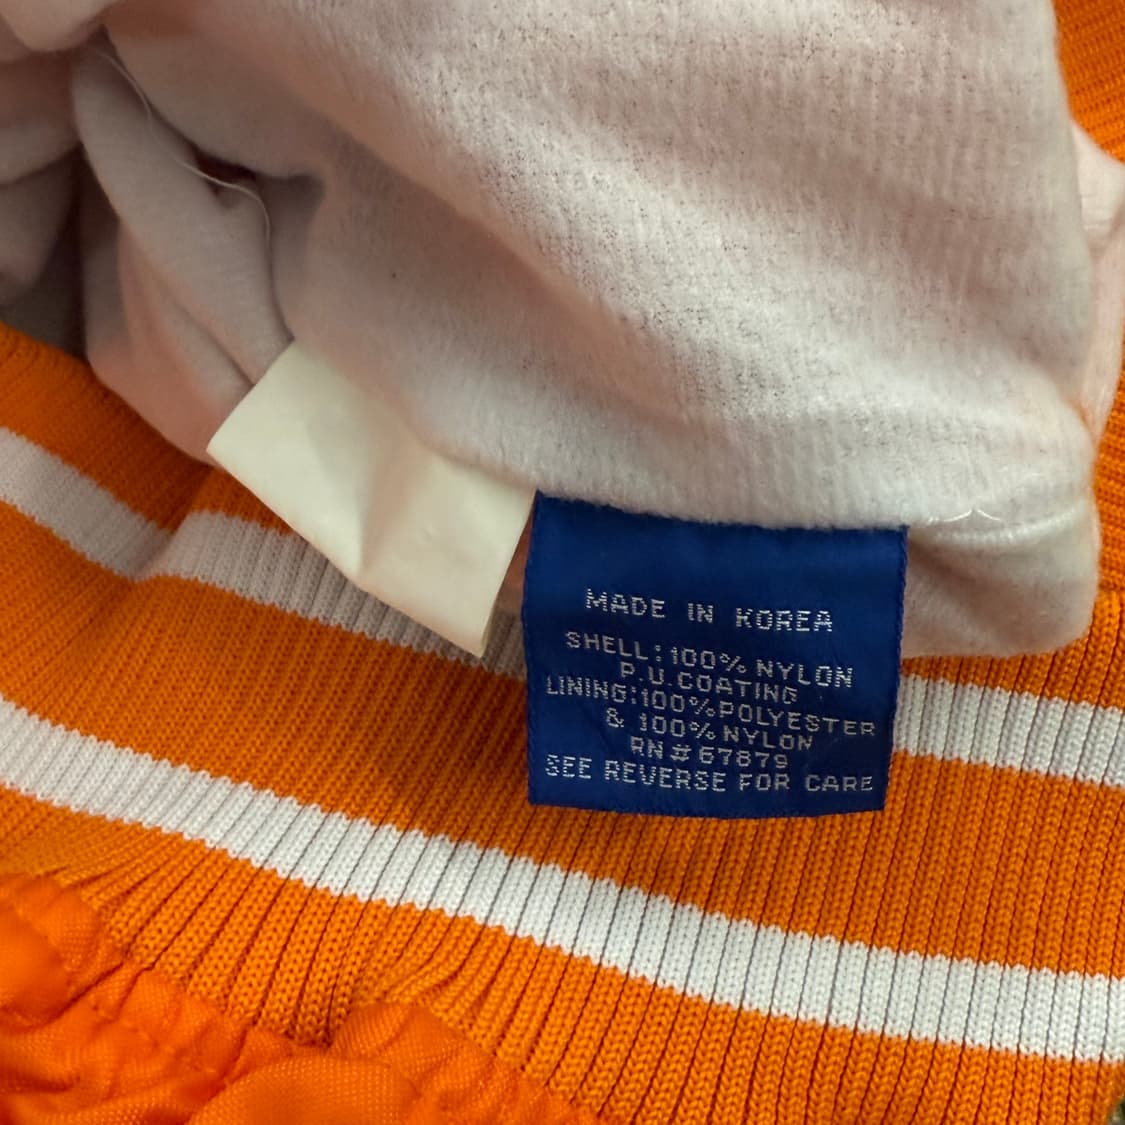 MADE IN KOREA
SHELL:100% NYLON
P.U.COATING
LINING:100%POLYESTER
& 100%NYLON
RN#67879
SEE REVERSE FOR CARE